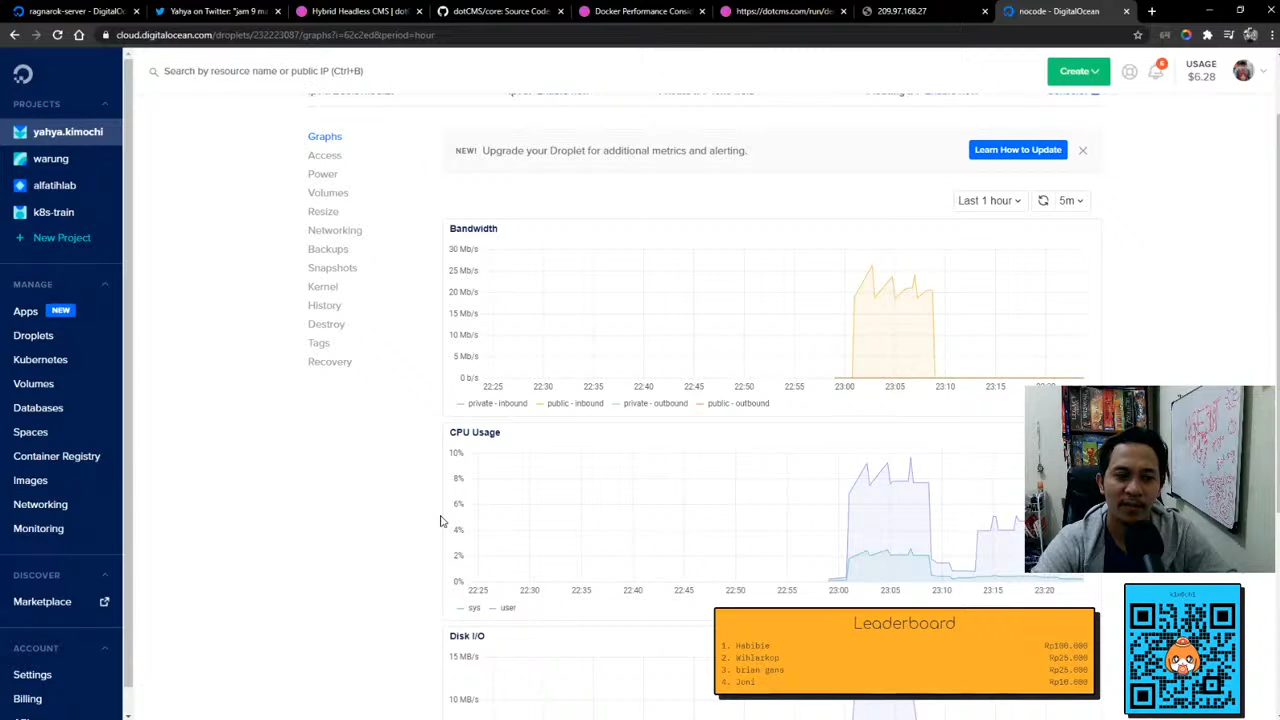 ragnarok-server - DigitalOc
Yahya on Twitter: "jam 9 m
Hybrid Headless CMS | dotC
dotCMS/core: Source Code
Docker Performance Consid
https://dotcms.com/run/de
209.97.168.27
nocode - DigitalOcean
cloud.digitalocean.com/droplets/232223087/graphs?i=62c2ed&period=hour
Search by resource name or public IP (Ctrl+B)
Create
6
USAGE
$6.28
PROJECTS
yahya.kimochi
warung
alfatihlab
k8s-train
+ New Project
MANAGE
Apps NEW
Droplets
Kubernetes
Volumes
Databases
Spaces
Container Registry
Images
Networking
Monitoring
DISCOVER
Marketplace
ACCOUNT
Settings
Billing
Graphs
Access
Power
Volumes
Resize
Networking
Backups
Snapshots
Kernel
History
Destroy
Tags
Recovery
NEW! Upgrade your Droplet for additional metrics and alerting.
Learn How to Update
Last 1 hour
5m
Bandwidth
30 Mb/s
25 Mb/s
20 Mb/s
15 Mb/s
10 Mb/s
5 Mb/s
0 b/s
22:25 22:30 22:35 22:40 22:45 22:50 22:55 23:00 23:05 23:10 23:15
private - inbound public - inbound private - outbound public - outbound
CPU Usage
10%
8%
6%
4%
2%
0%
22:25 22:30 22:35 22:40 22:45 22:50 22:55 23:00 23:05 23:10 23:15 23:20
sys user
Disk I/O
15 MB/s
10 MB/s
Leaderboard
1. Habibie Rp100.000
2. Wihlarkop Rp25.000
3. brian gans Rp25.000
4. Joni Rp10.000
k1m0ch1